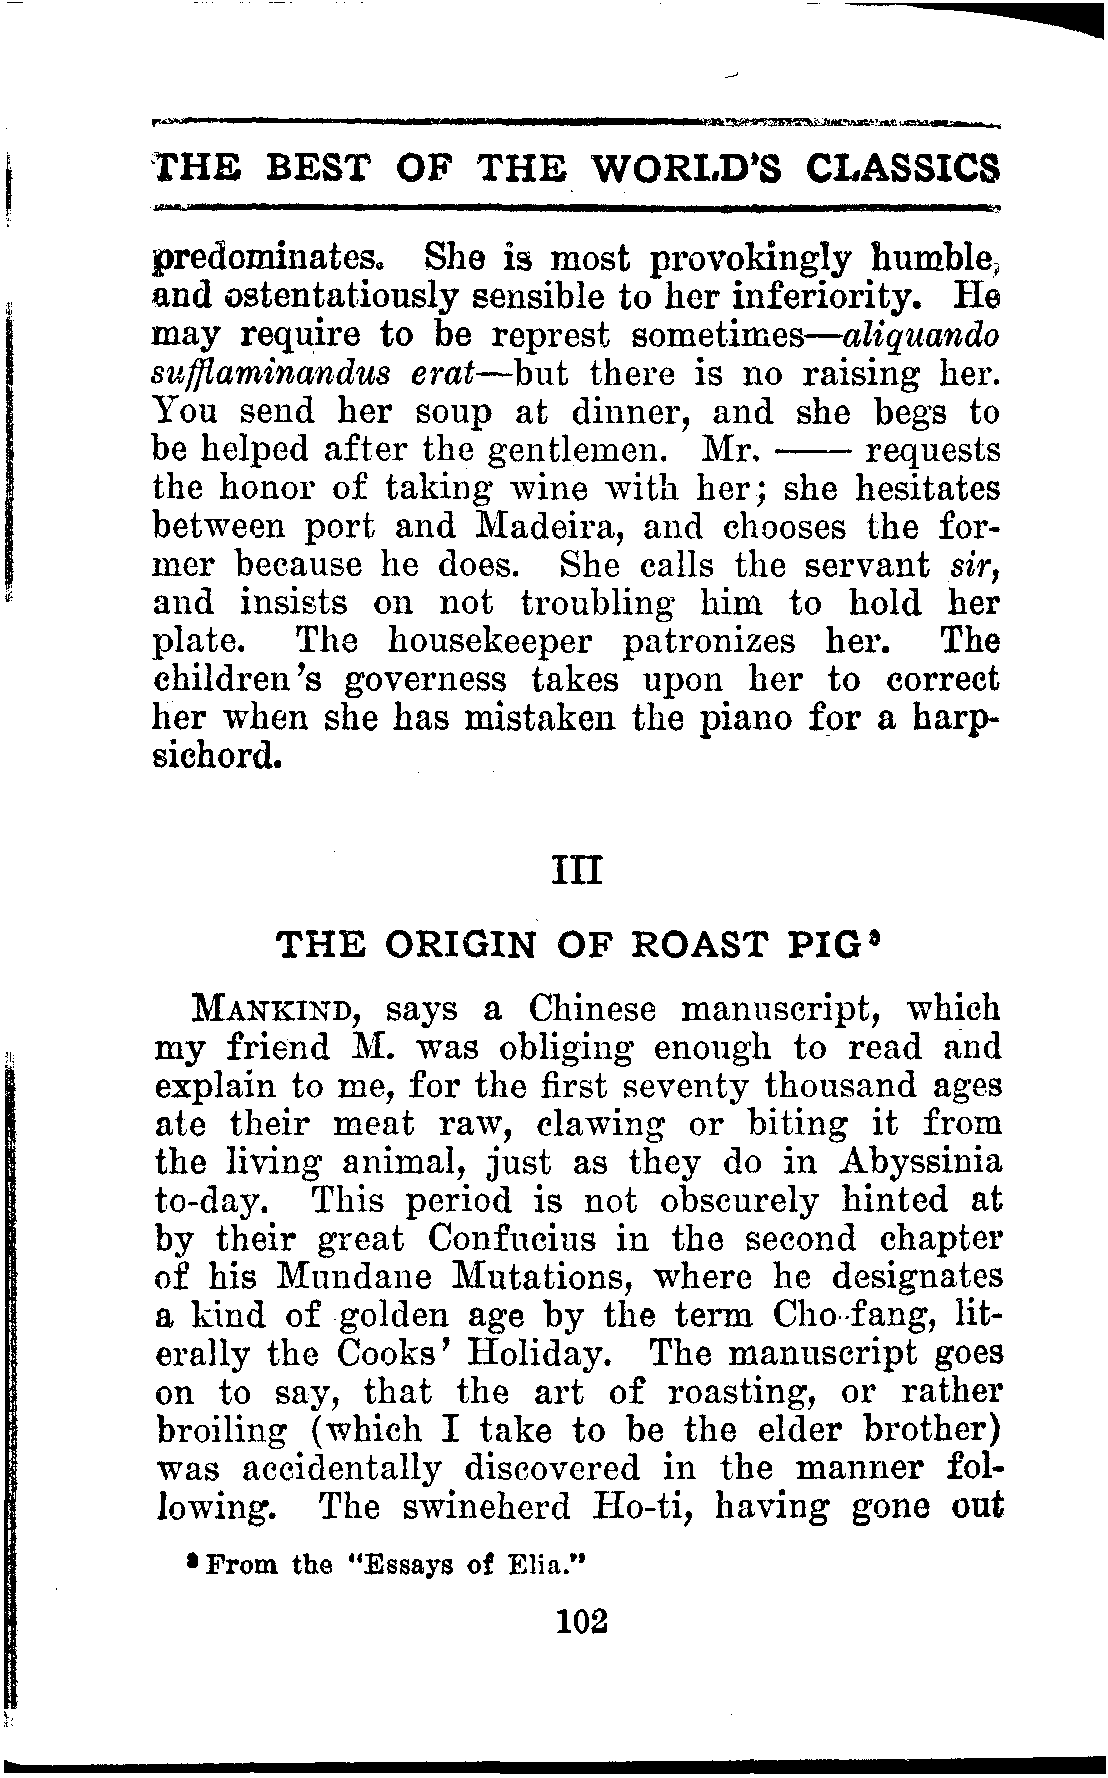 THE BEST OF THE WORLD'S CLASSICS
predominates. She is most provokingly humble,
and ostentatiously sensible to her inferiority. He
may require to be represt sometimes—aliquando
sufflaminandus erat—but there is no raising her.
You send her soup at dinner, and she begs to
be helped after the gentlemen. Mr. —— requests
the honor of taking wine with her; she hesitates
between port and Madeira, and chooses the for-
mer because he does. She calls the servant sir,
and insists on not troubling him to hold her
plate. The housekeeper patronizes her. The
children's governess takes upon her to correct
her when she has mistaken the piano for a harp-
sichord.
III
THE ORIGIN OF ROAST PIG³
MANKIND, says a Chinese manuscript, which
my friend M. was obliging enough to read and
explain to me, for the first seventy thousand ages
ate their meat raw, clawing or biting it from
the living animal, just as they do in Abyssinia
to-day. This period is not obscurely hinted at
by their great Confucius in the second chapter
of his Mundane Mutations, where he designates
a kind of golden age by the term Cho-fang, lit-
erally the Cooks' Holiday. The manuscript goes
on to say, that the art of roasting, or rather
broiling (which I take to be the elder brother)
was accidentally discovered in the manner fol-
lowing. The swineherd Ho-ti, having gone out
³ From the "Essays of Elia."
102